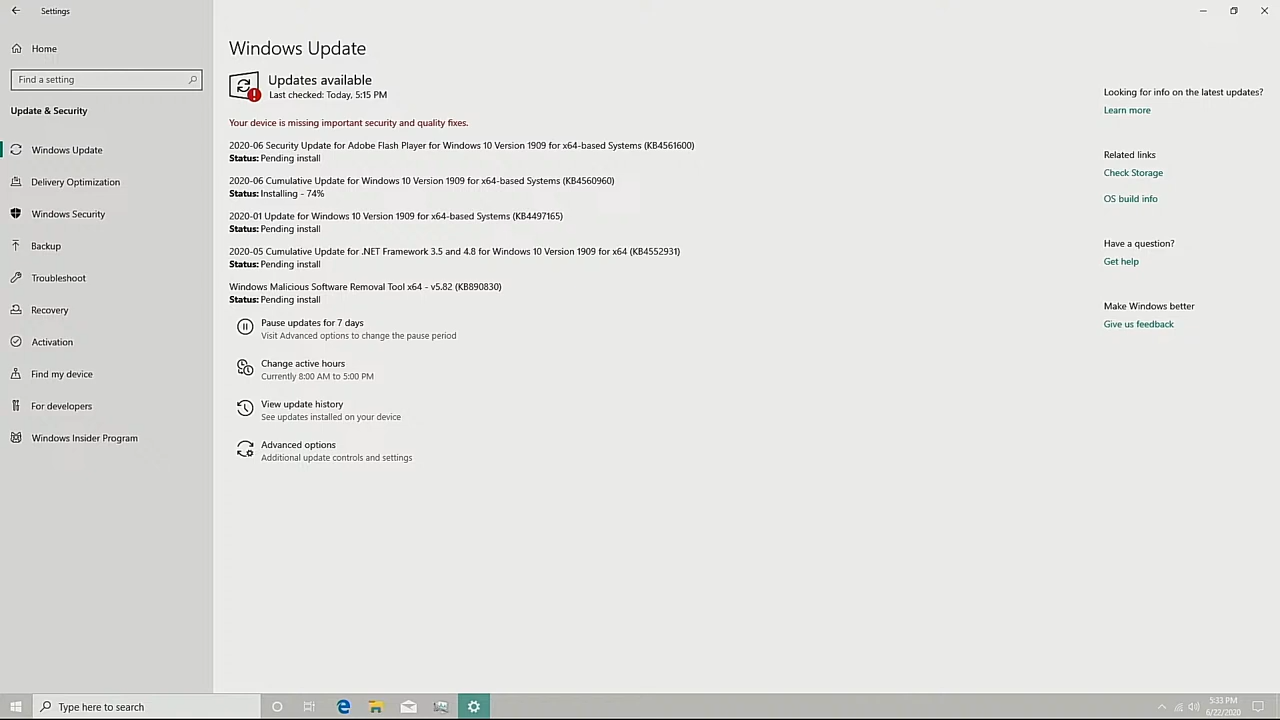 Settings
Home
Find a setting
Update & Security
Windows Update
Delivery Optimization
Windows Security
Backup
Troubleshoot
Recovery
Activation
Find my device
For developers
Windows Insider Program
Windows Update
Updates available
Last checked: Today, 5:15 PM
Your device is missing important security and quality fixes.
2020-06 Security Update for Adobe Flash Player for Windows 10 Version 1909 for x64-based Systems (KB4561600)
Status: Pending install
2020-06 Cumulative Update for Windows 10 Version 1909 for x64-based Systems (KB4560960)
Status: Installing - 74%
2020-01 Update for Windows 10 Version 1909 for x64-based Systems (KB4497165)
Status: Pending install
2020-05 Cumulative Update for .NET Framework 3.5 and 4.8 for Windows 10 Version 1909 for x64 (KB4552931)
Status: Pending install
Windows Malicious Software Removal Tool x64 - v5.82 (KB890830)
Status: Pending install
Pause updates for 7 days
Visit Advanced options to change the pause period
Change active hours
Currently 8:00 AM to 5:00 PM
View update history
See updates installed on your device
Advanced options
Additional update controls and settings
Looking for info on the latest updates?
Learn more
Related links
Check Storage
OS build info
Have a question?
Get help
Make Windows better
Give us feedback
Type here to search
5:33 PM
6/22/2020